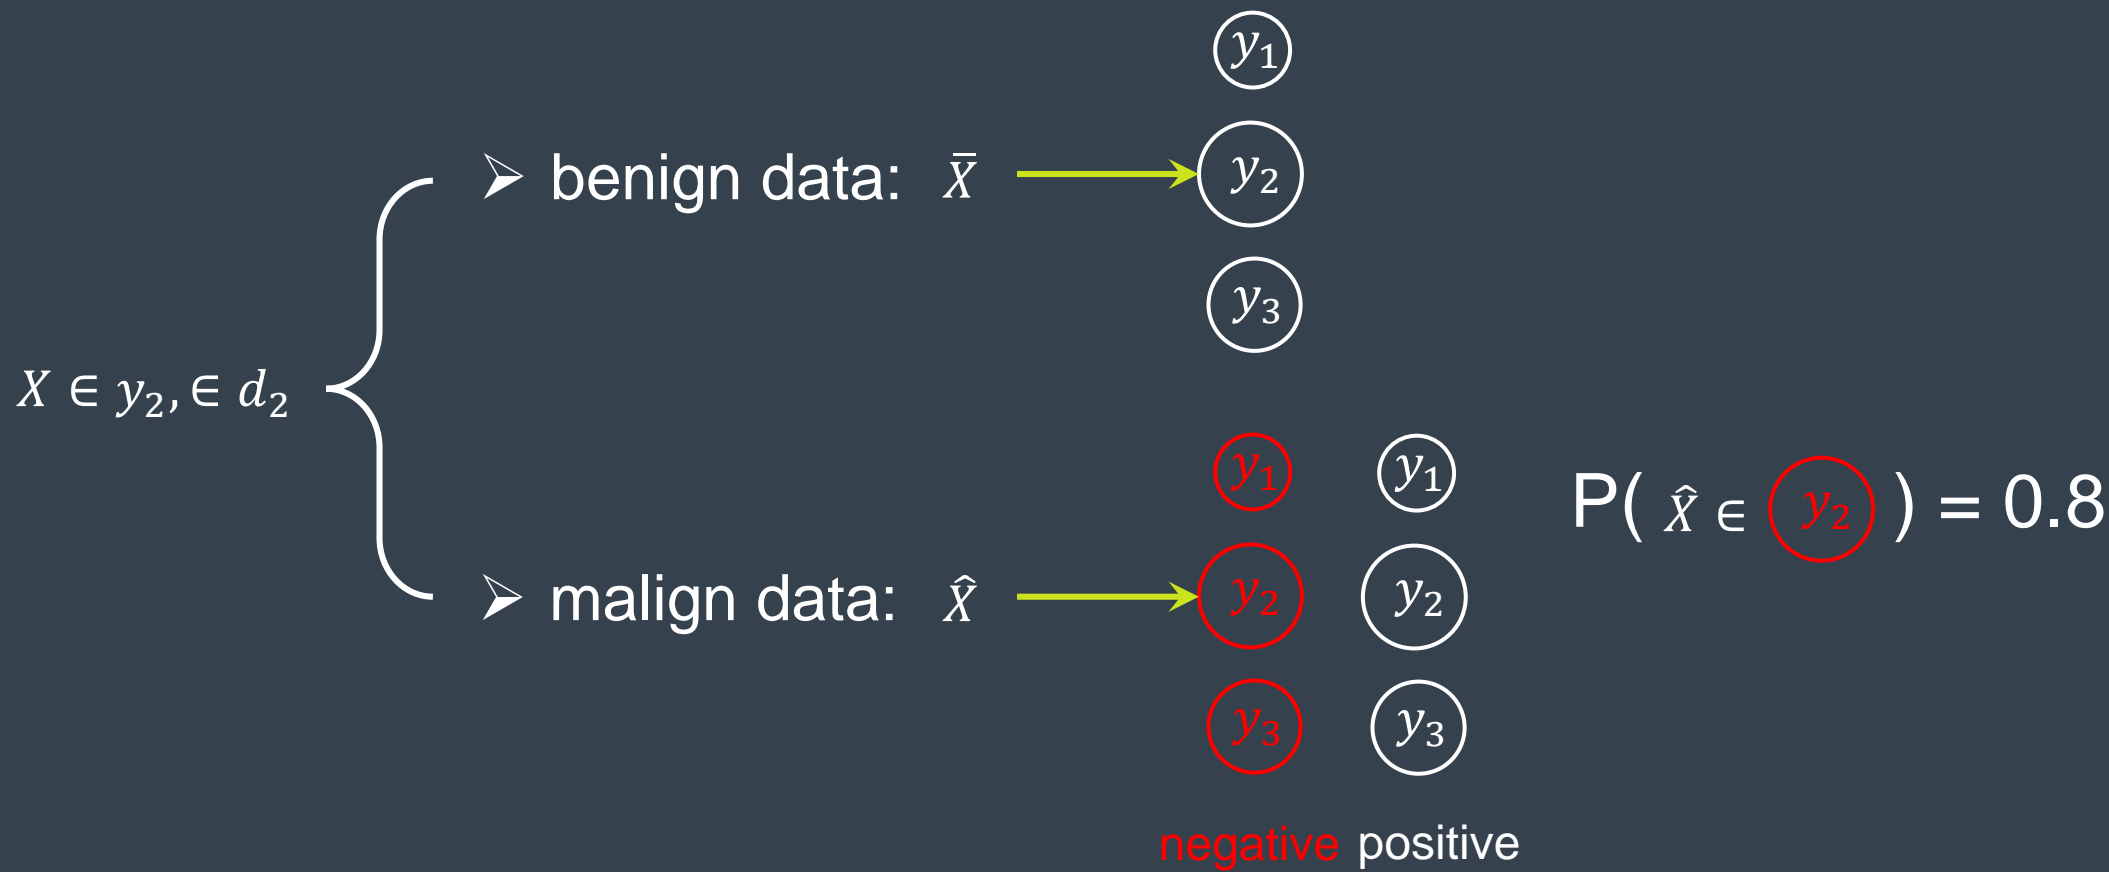 y₁
➢ benign data: X̄
y₂
y₃
X ∈ y₂, ∈ d₂
y₁ y₁
P( X̂ ∈ y₂ ) = 0.8
➢ malign data: X̂
y₂ y₂
y₃ y₃
negative positive